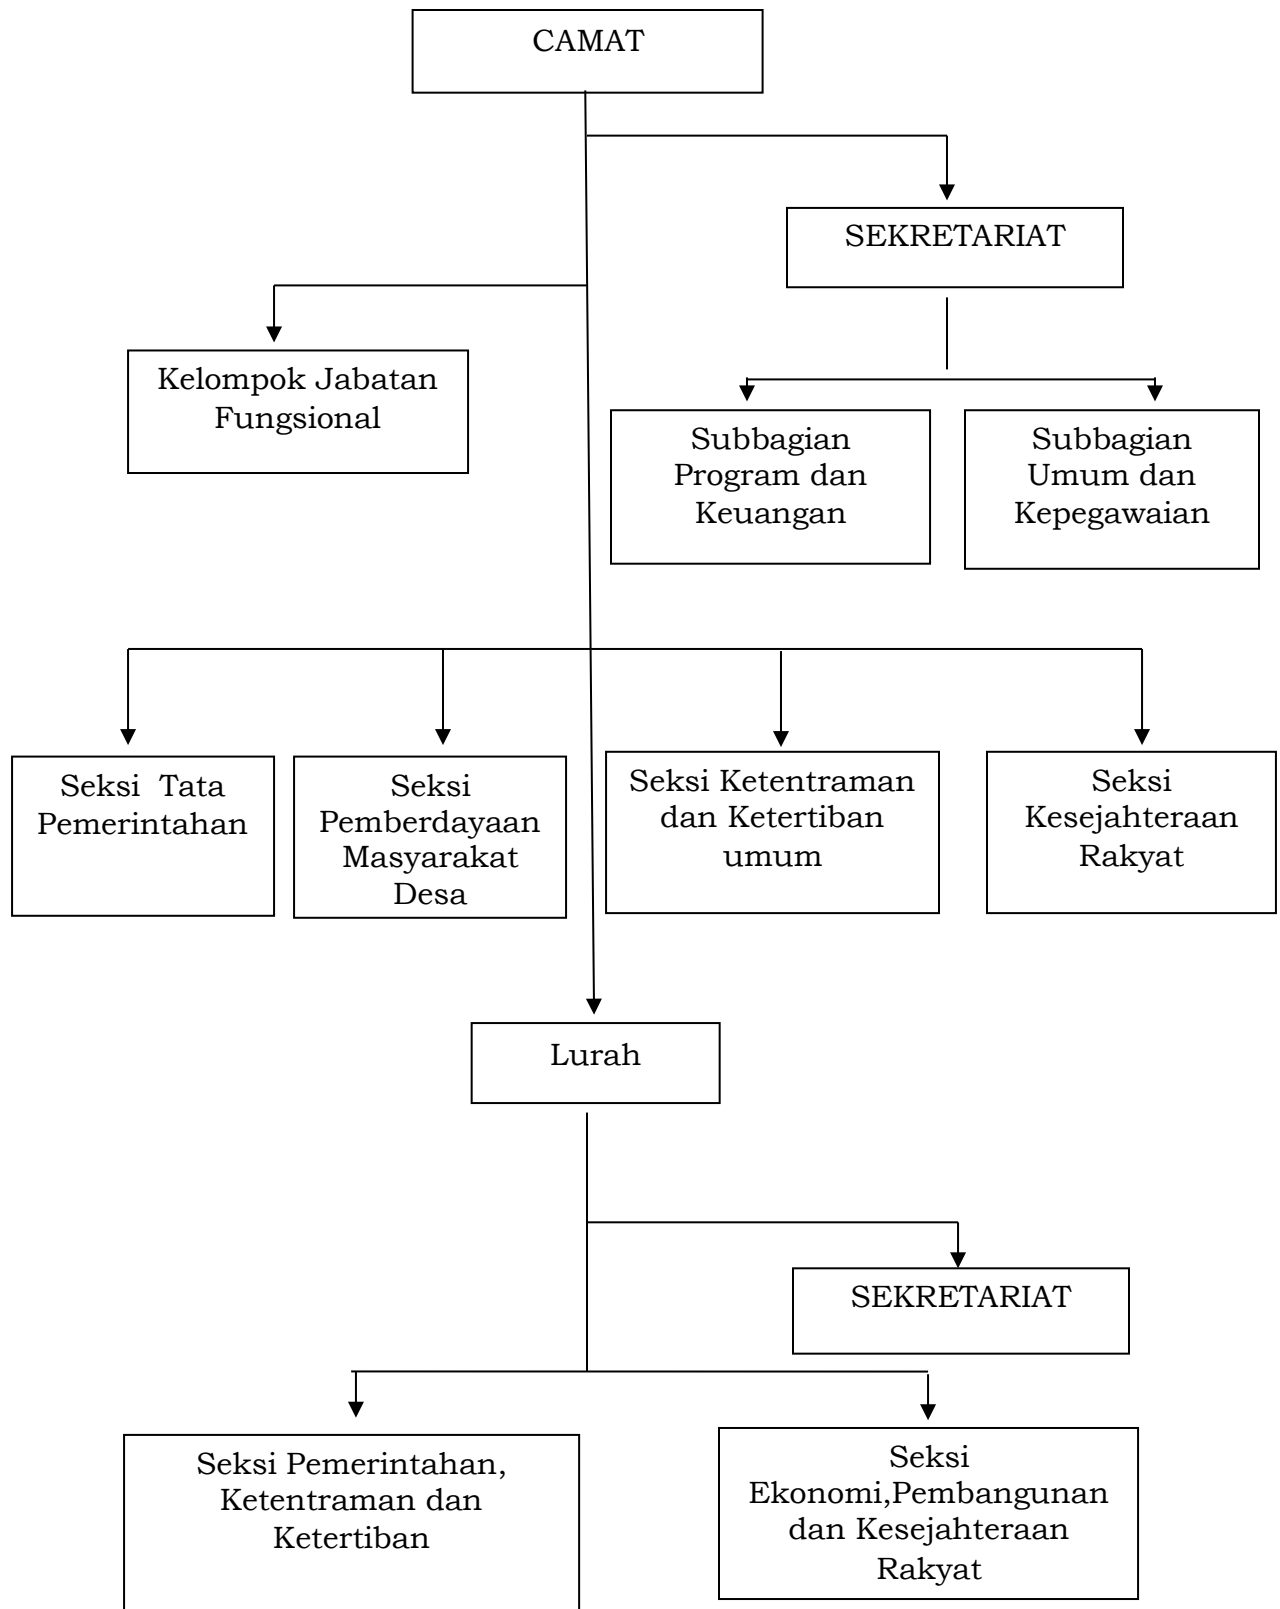 CAMAT
SEKRETARIAT
Kelompok Jabatan
Fungsional
Subbagian
Program dan
Keuangan
Subbagian
Umum dan
Kepegawaian
Seksi  Tata
Pemerintahan
Seksi
Pemberdayaan
Masyarakat
Desa
Seksi Ketentraman
dan Ketertiban
umum
Seksi
Kesejahteraan
Rakyat
Lurah
SEKRETARIAT
Seksi Pemerintahan,
Ketentraman dan
Ketertiban
Seksi
Ekonomi,Pembangunan
dan Kesejahteraan
Rakyat